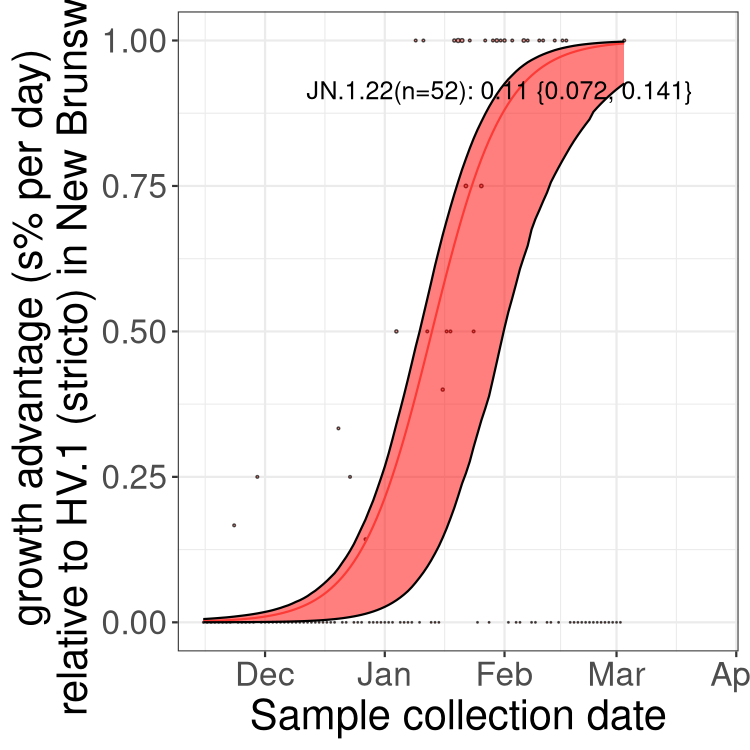 growth advantage (s% per day)
relative to HV.1 (stricto) in New Brunsw
1.00
0.75
0.50
0.25
0.00
JN.1.22(n=52): 0.11 {0.072, 0.141}
Dec Jan Feb Mar Ap
Sample collection date